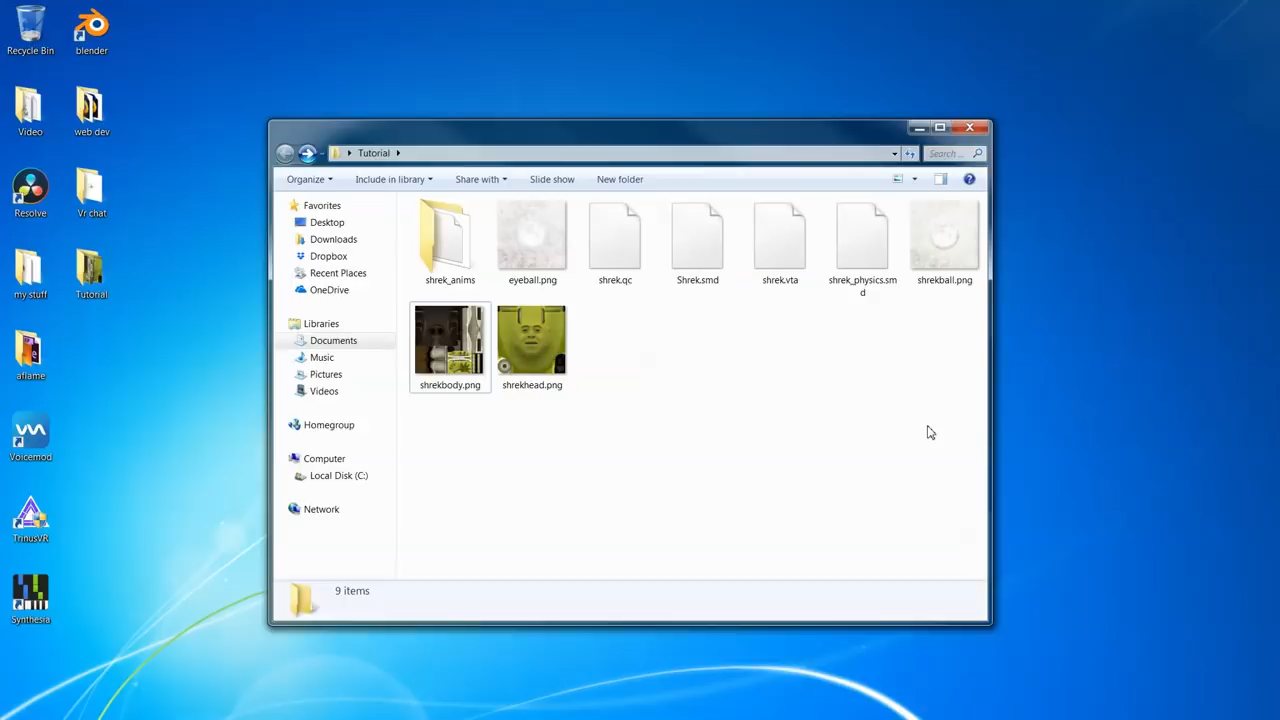 Recycle Bin
blender
Video
web dev
Resolve
Vr chat
my stuff
Tutorial
aflame
Voicemod
TrinusVR
Synthesia
Tutorial
Search ...
Organize
Include in library
Share with
Slide show
New folder
Favorites
Desktop
Downloads
Dropbox
Recent Places
OneDrive
Libraries
Documents
Music
Pictures
Videos
Homegroup
Computer
Local Disk (C:)
Network
shrek_anims
eyeball.png
shrek.qc
Shrek.smd
shrek.vta
shrek_physics.sm
d
shrekball.png
shrekbody.png
shrekhead.png
9 items